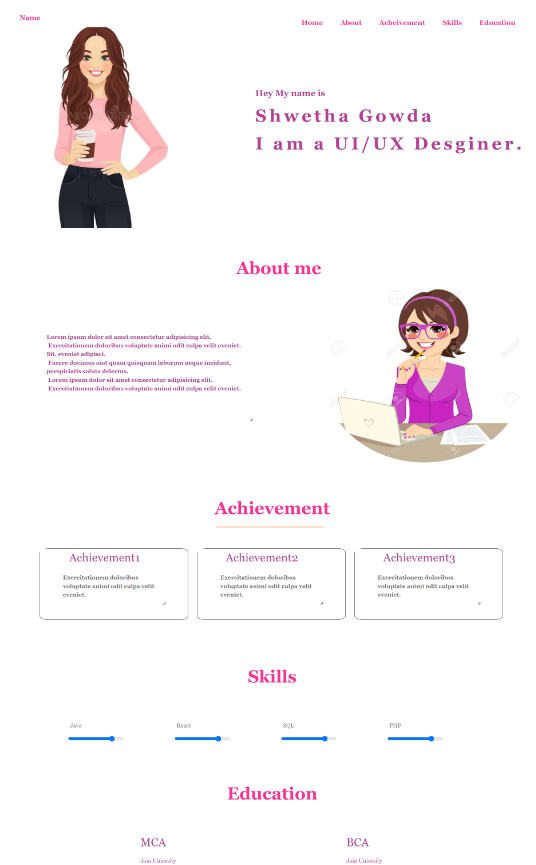 Name
Home About Acheivement Skills Education
Hey My name is
Shwetha Gowda
I am a UI/UX Desginer.
About me
Lorem ipsum dolor sit amet consectetur adipisicing elit.
Exercitationem doloribus voluptate animi odit culpa velit eveniet.
Sit, eveniet adipisci.
Facere ducimus sint quam quisquam laborum neque incidunt,
perspiciatis soluta delectus.
Lorem ipsum dolor sit amet consectetur adipisicing elit.
Exercitationem doloribus voluptate animi odit culpa velit eveniet.
Achievement
Achievement1
Exercitationem doloribus
voluptate animi odit culpa velit
eveniet.
Achievement2
Exercitationem doloribus
voluptate animi odit culpa velit
eveniet.
Achievement3
Exercitationem doloribus
voluptate animi odit culpa velit
eveniet.
Skills
Java React SQL PHP
Education
MCA BCA
Jain Uniersity Jain Uniersity